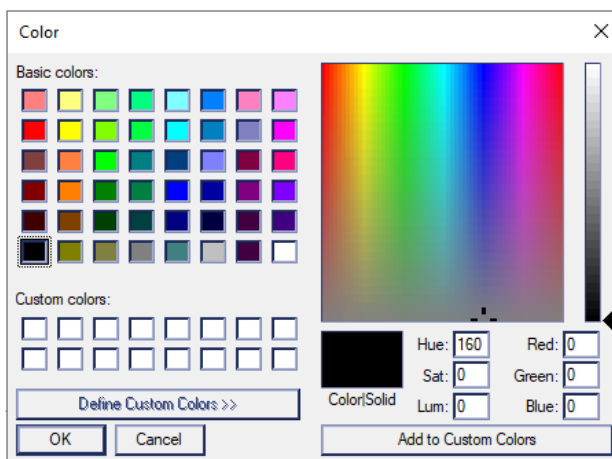 Color
Basic colors:
Custom colors:
Define Custom Colors >>
OK Cancel
Color|Solid
Hue: 160 Red: 0
Sat: 0 Green: 0
Lum: 0 Blue: 0
Add to Custom Colors